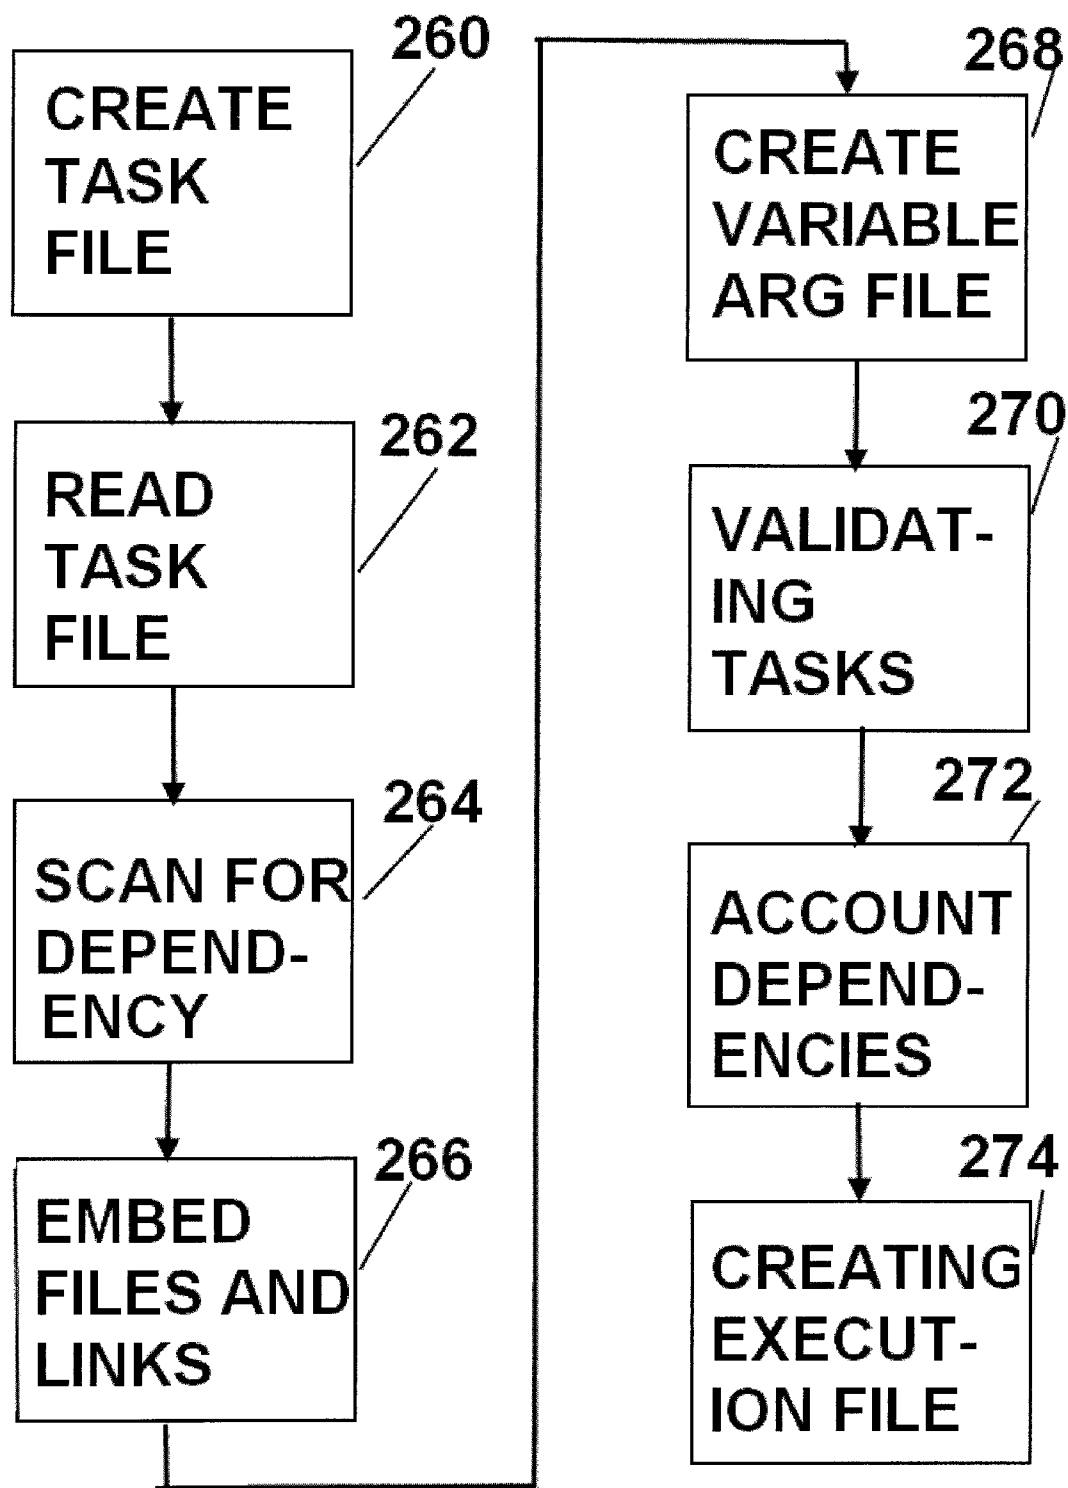 260
CREATE
TASK
FILE
262
READ
TASK
FILE
264
SCAN FOR
DEPEND-
ENCY
266
EMBED
FILES AND
LINKS
268
CREATE
VARIABLE
ARG FILE
270
VALIDAT-
ING
TASKS
272
ACCOUNT
DEPEND-
ENCIES
274
CREATING
EXECUT-
ION FILE